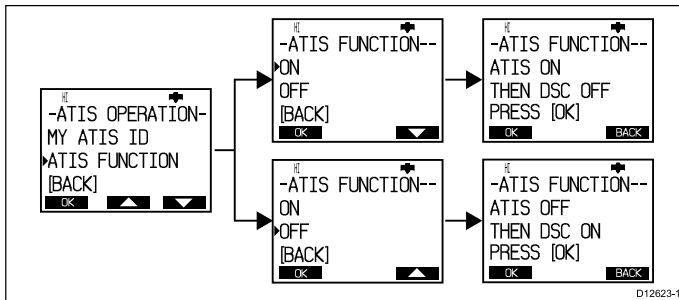 HI
-ATIS OPERATION-
MY ATIS ID
ATIS FUNCTION
[BACK]
OK
HI
-ATIS FUNCTION--
ON
OFF
[BACK]
OK
HI
-ATIS FUNCTION--
ATIS ON
THEN DSC OFF
PRESS [OK]
OK BACK
HI
-ATIS FUNCTION--
ON
OFF
[BACK]
OK
HI
-ATIS FUNCTION--
ATIS OFF
THEN DSC ON
PRESS [OK]
OK BACK
D12623-1